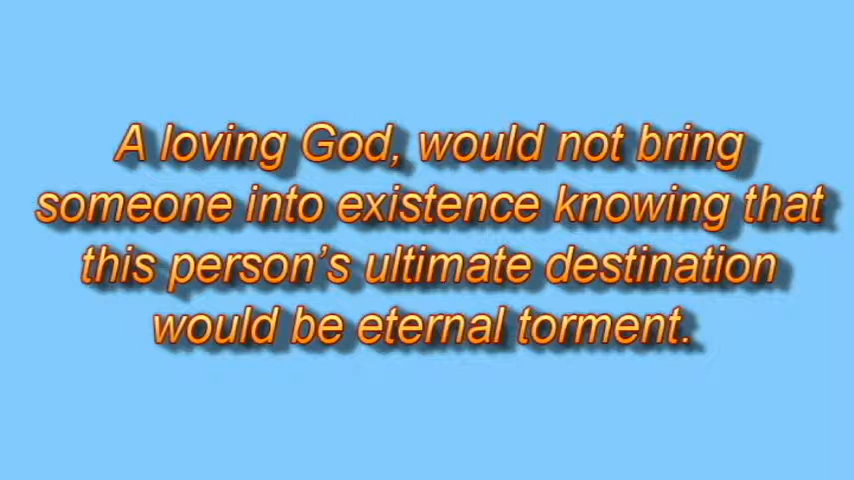 A loving God, would not bring
someone into existence knowing that
this person’s ultimate destination
would be eternal torment.